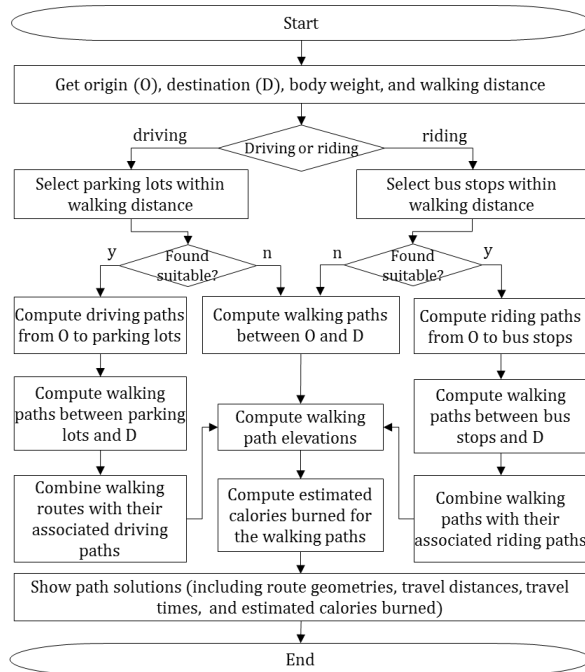 Start
Get origin (O), destination (D), body weight, and walking distance
driving
Driving or riding
riding
Select parking lots within
walking distance
Select bus stops within
walking distance
y
Found
suitable?
n
n
Found
suitable?
y
Compute driving paths
from O to parking lots
Compute walking paths
between O and D
Compute riding paths
from O to bus stops
Compute walking
paths between parking
lots and D
Compute walking
path elevations
Compute walking
paths between bus
stops and D
Combine walking
routes with their
associated driving
paths
Compute estimated
calories burned for
the walking paths
Combine walking
paths with their
associated riding paths
Show path solutions (including route geometries, travel distances, travel
times, and estimated calories burned)
End